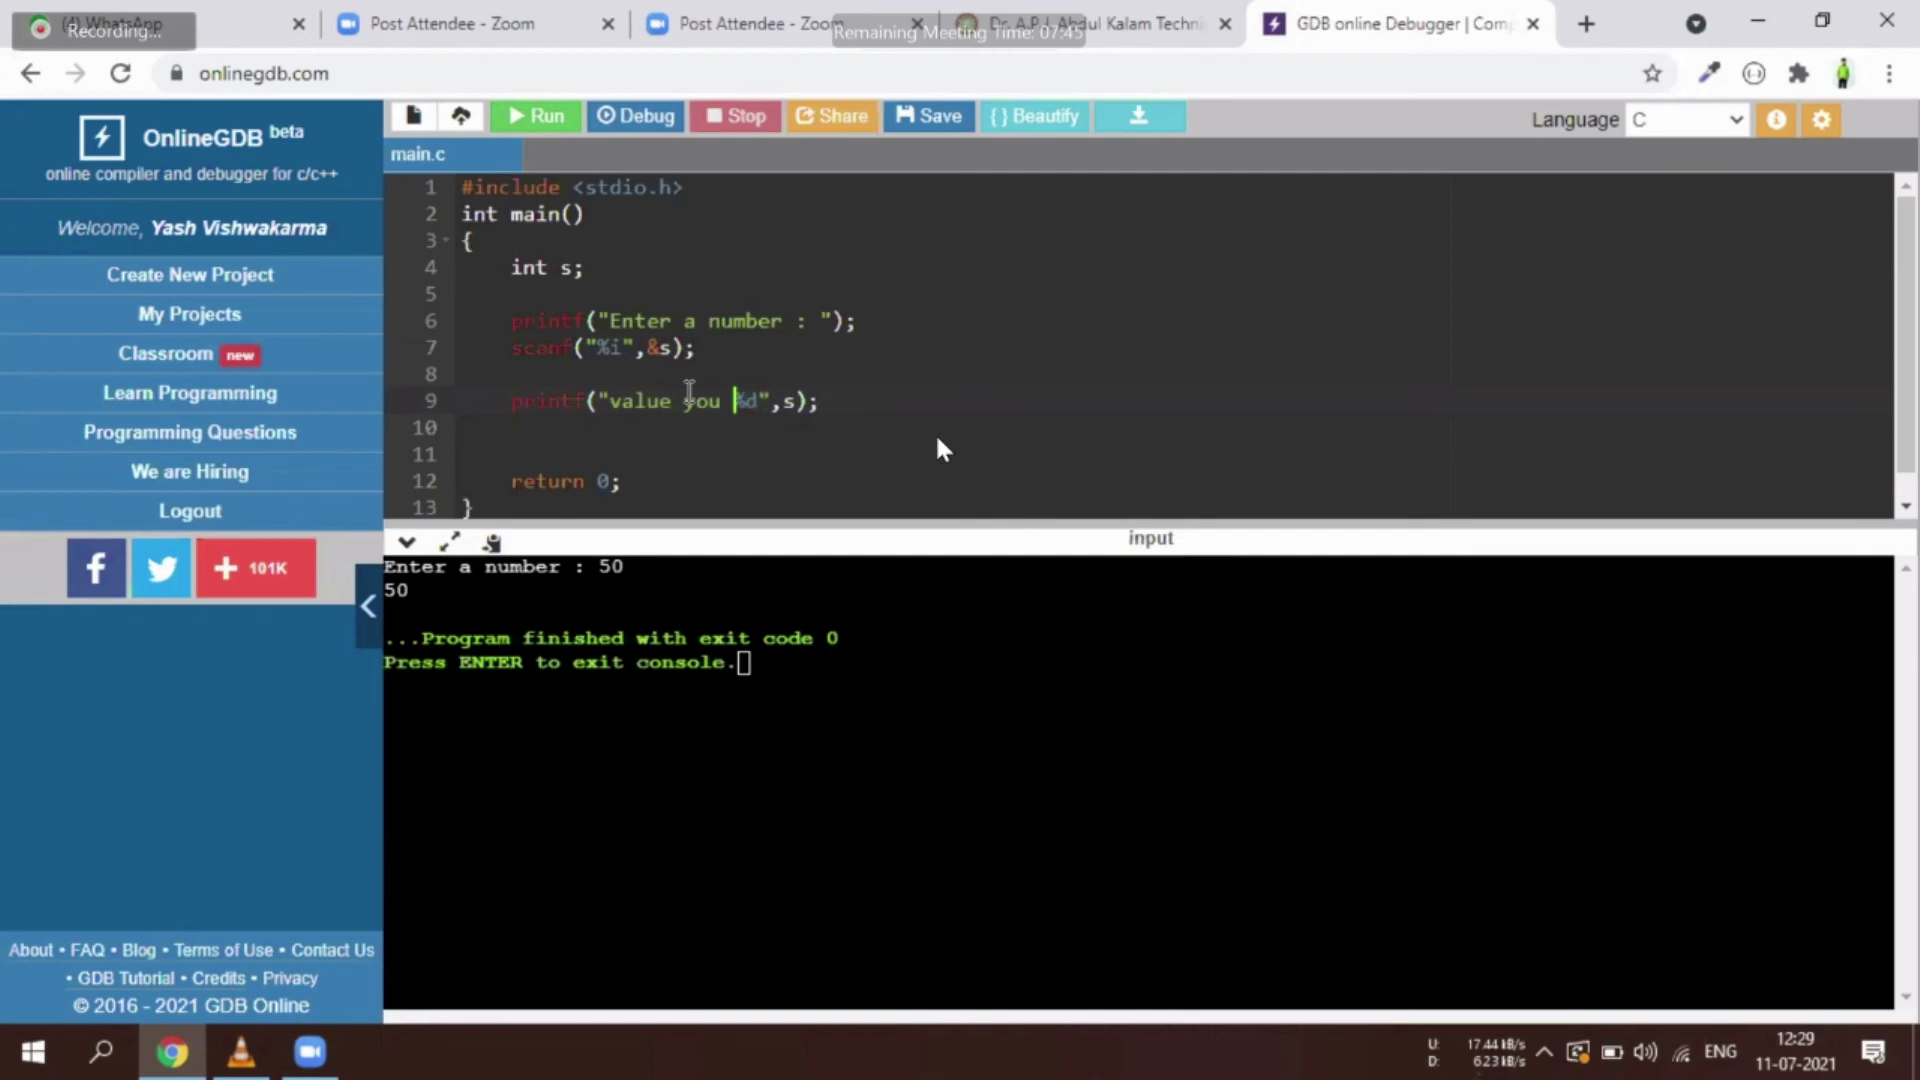 (4) WhatsApp
Recording...
Post Attendee - Zoom
Post Attendee - Zoom
Remaining Meeting Time: 07:45
Dr. A.P.J. Abdul Kalam Techni
GDB online Debugger | Com
onlinegdb.com
OnlineGDB beta
online compiler and debugger for c/c++
Welcome, Yash Vishwakarma
Create New Project
My Projects
Classroom new
Learn Programming
Programming Questions
We are Hiring
Logout
f
+ 101K
About • FAQ • Blog • Terms of Use • Contact Us
• GDB Tutorial • Credits • Privacy
© 2016 - 2021 GDB Online
Run Debug Stop Share Save { } Beautify
Language C
main.c
1 #include <stdio.h>
2 int main()
3 {
4 int s;
5
6 printf("Enter a number : ");
7 scanf("%i",&s);
8
9 printf("value you %d",s);
10
11
12 return 0;
13 }
input
Enter a number : 50
50
...Program finished with exit code 0
Press ENTER to exit console.
U: 17.44 kB/s
D: 6.23 kB/s
ENG
12:29
11-07-2021